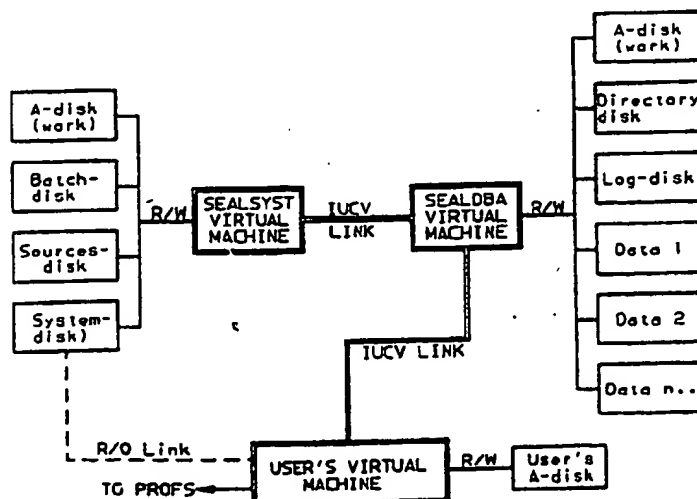 A-disk
(work)
Batch-
disk
Sources-
disk
System-
disk)
R/W
SEALSYST
VIRTUAL
MACHINE
IUCV
LINK
SEALDBA
VIRTUAL
MACHINE
R/W
A-disk
(work)
Directory
disk
Log-disk
Data 1
Data 2
Data n..
IUCV LINK
R/O Link
TO PROFS
USER'S VIRTUAL
MACHINE
R/W
User's
A-disk